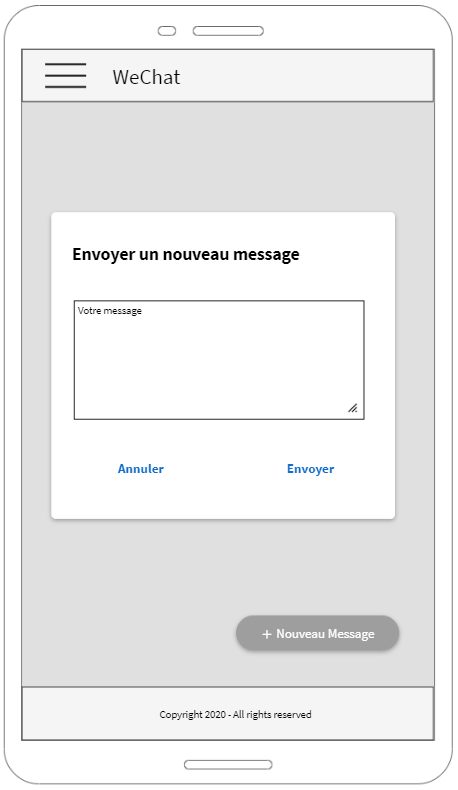 WeChat
Envoyer un nouveau message
Votre message
Annuler
Envoyer
+ Nouveau Message
Copyright 2020 - All rights reserved